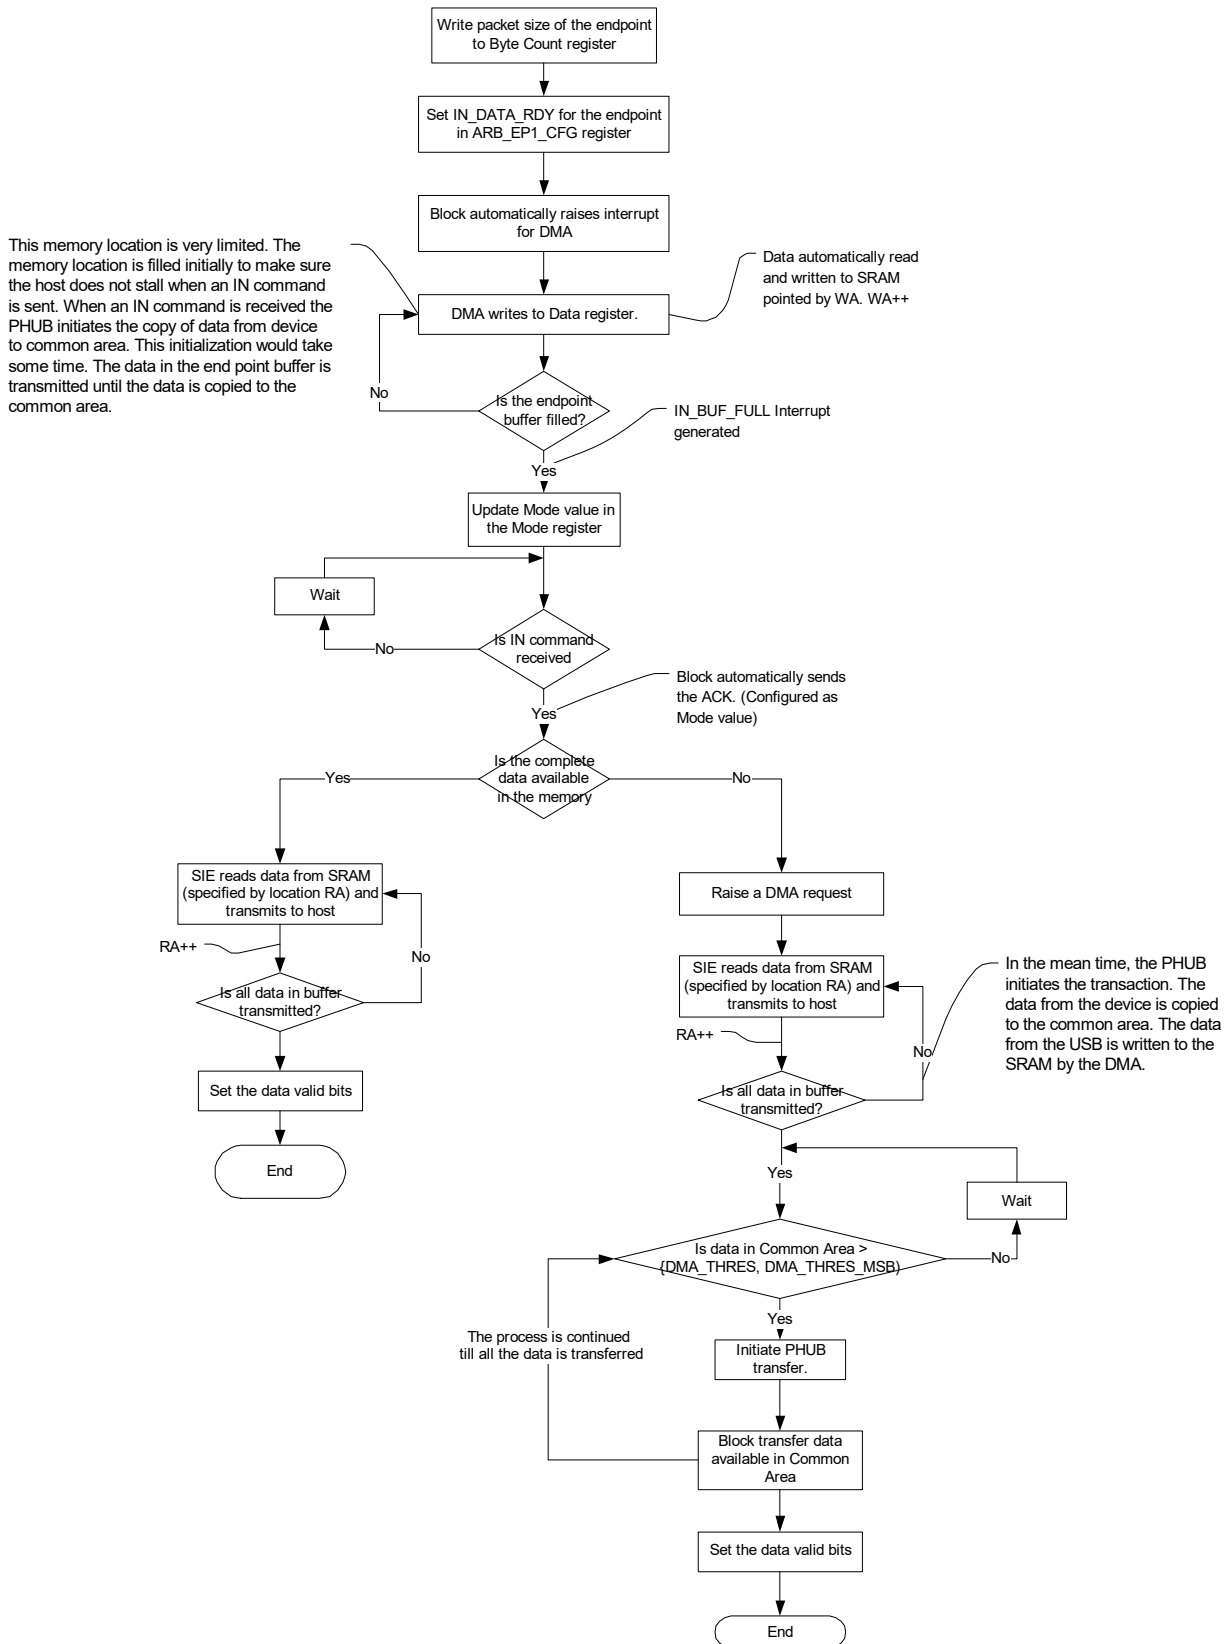 Write packet size of the endpoint
to Byte Count register
Set IN_DATA_RDY for the endpoint
in ARB_EP1_CFG register
Block automatically raises interrupt
for DMA
This memory location is very limited. The
memory location is filled initially to make sure
the host does not stall when an IN command
is sent. When an IN command is received the
PHUB initiates the copy of data from device
to common area. This initialization would take
some time. The data in the end point buffer is
transmitted until the data is copied to the
common area.
Data automatically read
and written to SRAM
pointed by WA. WA++
DMA writes to Data register.
No
Is the endpoint
buffer filled?
IN_BUF_FULL Interrupt
generated
Yes
Update Mode value in
the Mode register
Wait
Is IN command
received
No
Block automatically sends
the ACK. (Configured as
Mode value)
Yes
Is the complete
data available
in the memory
Yes
No
SIE reads data from SRAM
(specified by location RA) and
transmits to host
RA++
No
Is all data in buffer
transmitted?
Set the data valid bits
End
Raise a DMA request
SIE reads data from SRAM
(specified by location RA) and
transmits to host
In the mean time, the PHUB
initiates the transaction. The
data from the device is copied
to the common area. The data
from the USB is written to the
SRAM by the DMA.
RA++
No
Is all data in buffer
transmitted?
Yes
Wait
Is data in Common Area >
{DMA_THRES, DMA_THRES_MSB)
No
Yes
The process is continued
till all the data is transferred
Initiate PHUB
transfer.
Block transfer data
available in Common
Area
Set the data valid bits
End